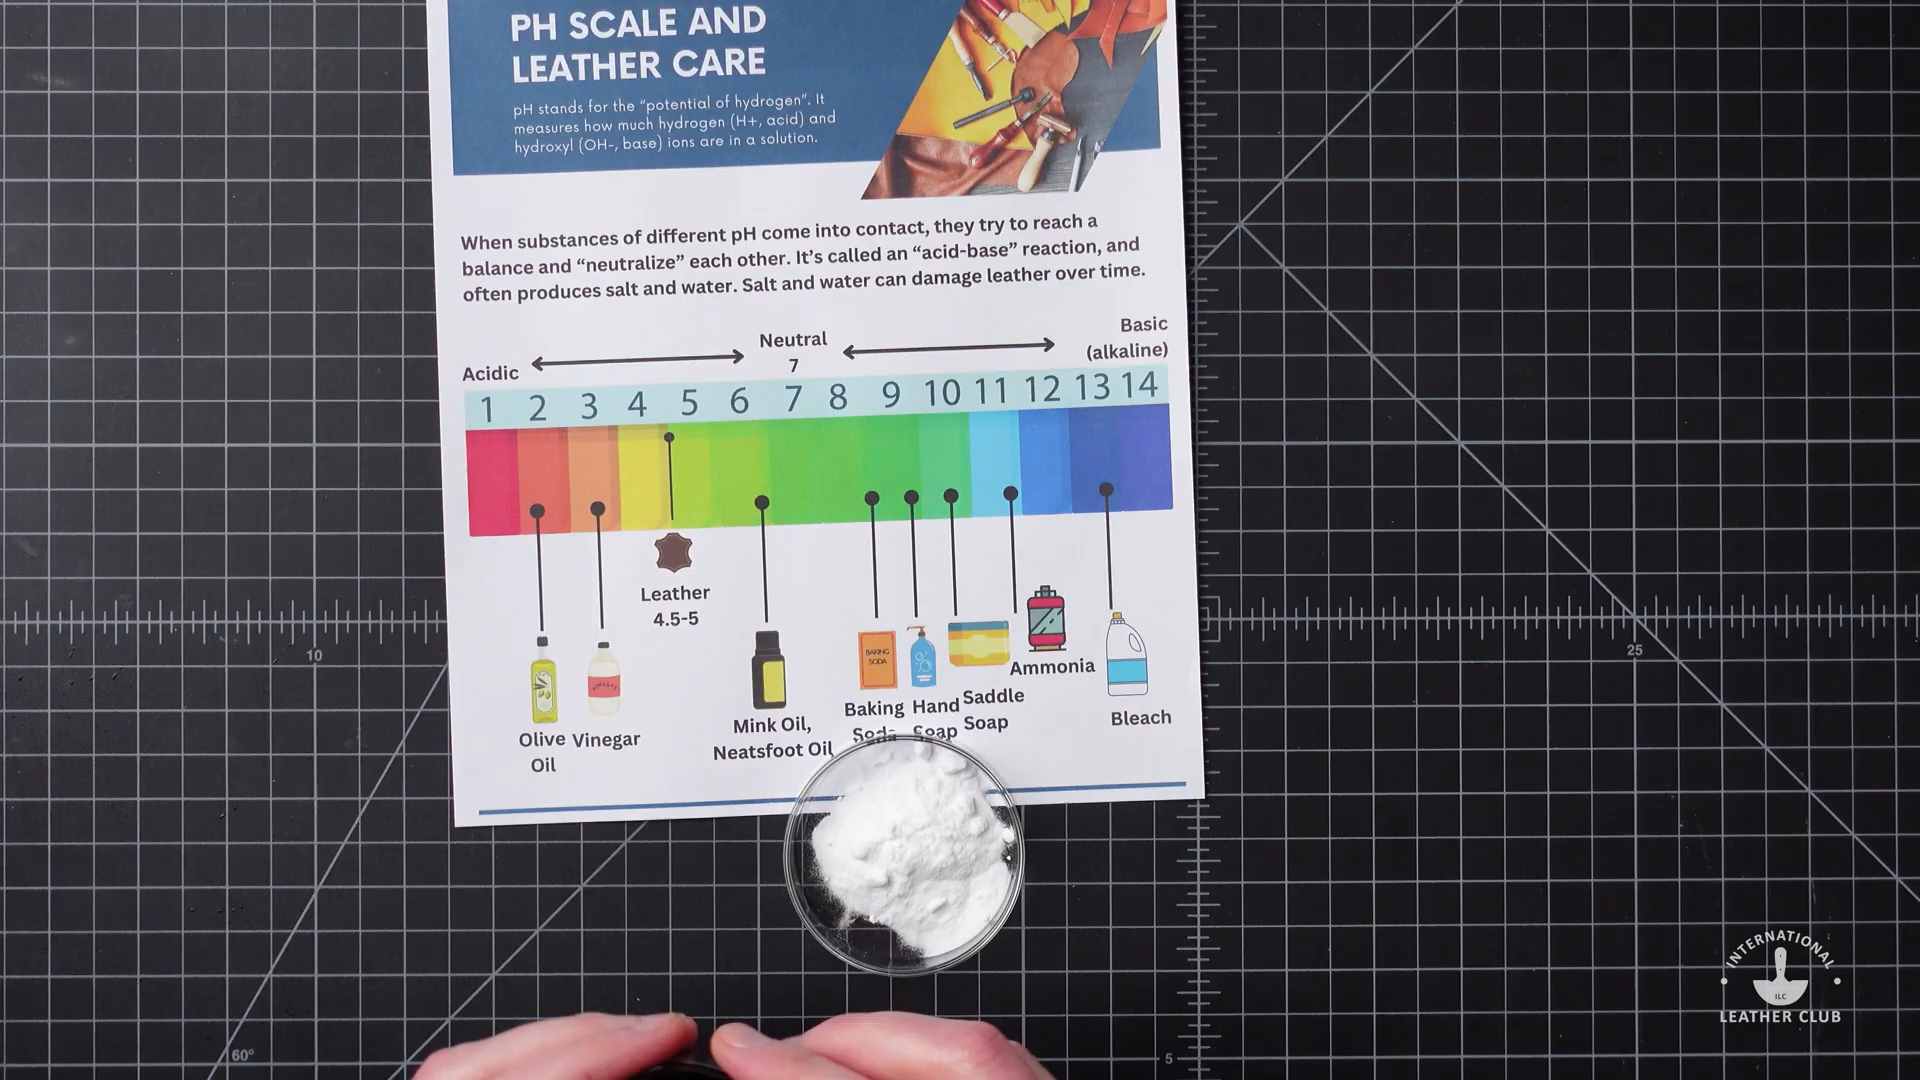 PH SCALE AND
LEATHER CARE
pH stands for the “potential of hydrogen”. It
measures how much hydrogen (H+, acid) and
hydroxyl (OH-, base) ions are in a solution.
When substances of different pH come into contact, they try to reach a
balance and “neutralize” each other. It’s called an “acid-base” reaction, and
often produces salt and water. Salt and water can damage leather over time.
Acidic
Neutral
7
Basic
(alkaline)
1 2 3 4 5 6 7 8 9 10 11 12 13 14
Leather
4.5-5
BAKING
SODA
Olive
Oil
Vinegar
Mink Oil,
Neatsfoot Oil
Baking
Soda
Hand
Soap
Saddle
Soap
Ammonia
Bleach
10
25
60°
5
INTERNATIONAL
ILC
LEATHER CLUB